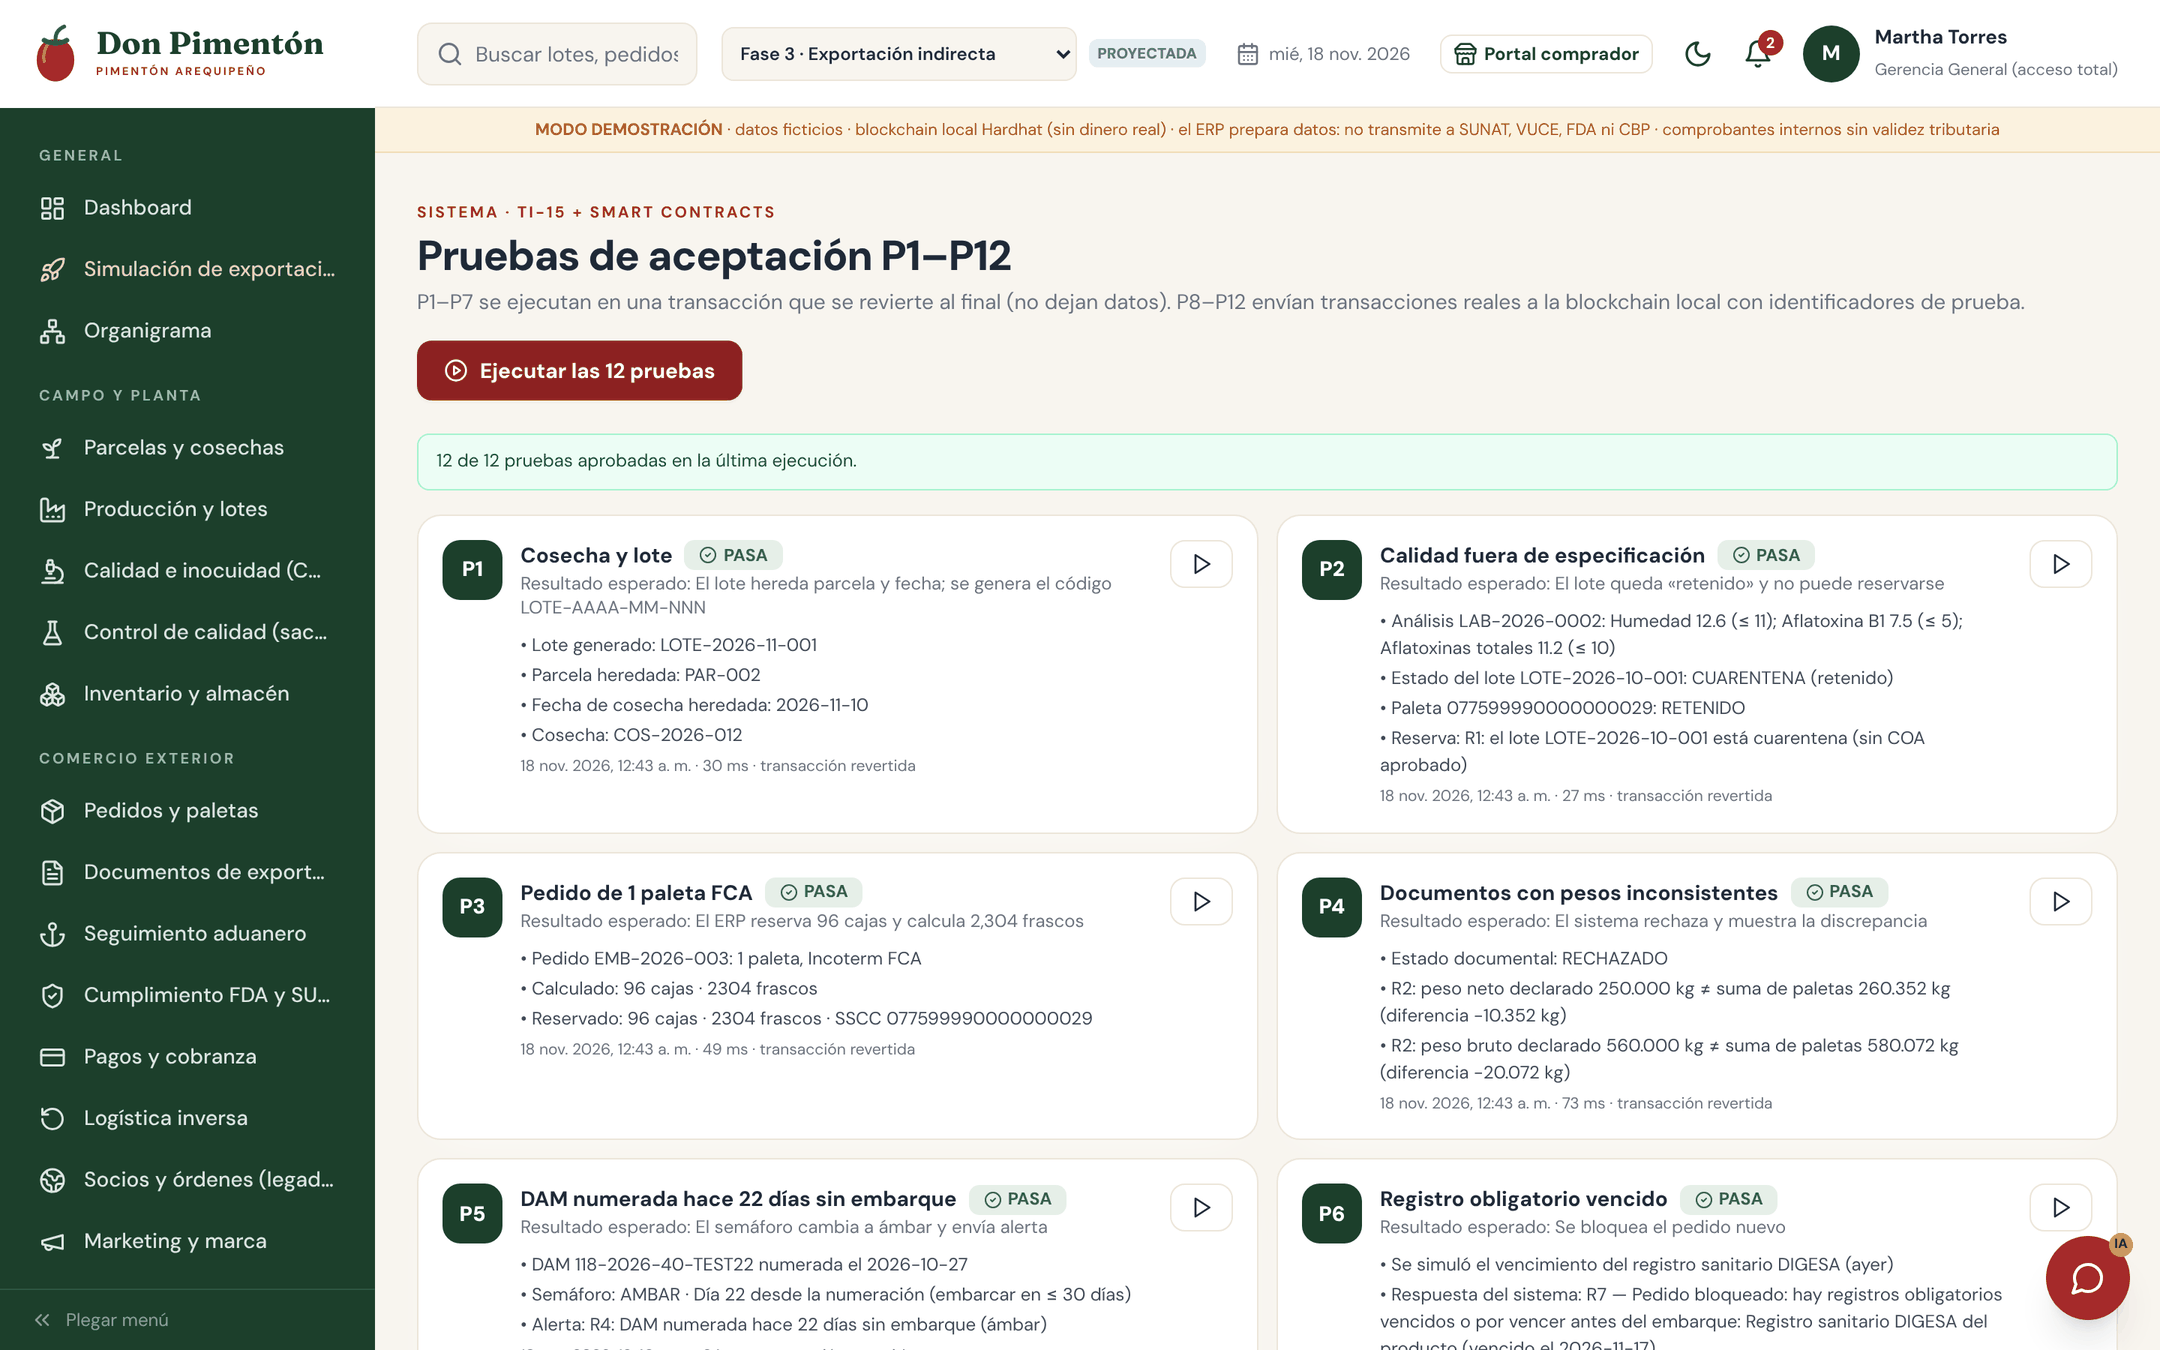 Don Pimentón
PIMENTÓN AREQUIPEÑO
Buscar lotes, pedidos
Fase 3 · Exportación indirecta
PROYECTADA
mié, 18 nov. 2026
Portal comprador
2
M
Martha Torres
Gerencia General (acceso total)
MODO DEMOSTRACIÓN · datos ficticios · blockchain local Hardhat (sin dinero real) · el ERP prepara datos: no transmite a SUNAT, VUCE, FDA ni CBP · comprobantes internos sin validez tributaria
GENERAL
Dashboard
Simulación de exportaci...
Organigrama
CAMPO Y PLANTA
Parcelas y cosechas
Producción y lotes
Calidad e inocuidad (C...
Control de calidad (sac...
Inventario y almacén
COMERCIO EXTERIOR
Pedidos y paletas
Documentos de export...
Seguimiento aduanero
Cumplimiento FDA y SU...
Pagos y cobranza
Logística inversa
Socios y órdenes (legad...
Marketing y marca
Plegar menú
SISTEMA · TI-15 + SMART CONTRACTS
Pruebas de aceptación P1–P12
P1–P7 se ejecutan en una transacción que se revierte al final (no dejan datos). P8–P12 envían transacciones reales a la blockchain local con identificadores de prueba.
Ejecutar las 12 pruebas
12 de 12 pruebas aprobadas en la última ejecución.
P1
Cosecha y lote
PASA
Resultado esperado: El lote hereda parcela y fecha; se genera el código
LOTE-AAAA-MM-NNN
• Lote generado: LOTE-2026-11-001
• Parcela heredada: PAR-002
• Fecha de cosecha heredada: 2026-11-10
• Cosecha: COS-2026-012
18 nov. 2026, 12:43 a. m. · 30 ms · transacción revertida
P2
Calidad fuera de especificación
PASA
Resultado esperado: El lote queda «retenido» y no puede reservarse
• Análisis LAB-2026-0002: Humedad 12.6 (≤ 11); Aflatoxina B1 7.5 (≤ 5);
Aflatoxinas totales 11.2 (≤ 10)
• Estado del lote LOTE-2026-10-001: CUARENTENA (retenido)
• Paleta 077599990000000029: RETENIDO
• Reserva: R1: el lote LOTE-2026-10-001 está cuarentena (sin COA
aprobado)
18 nov. 2026, 12:43 a. m. · 27 ms · transacción revertida
P3
Pedido de 1 paleta FCA
PASA
Resultado esperado: El ERP reserva 96 cajas y calcula 2,304 frascos
• Pedido EMB-2026-003: 1 paleta, Incoterm FCA
• Calculado: 96 cajas · 2304 frascos
• Reservado: 96 cajas · 2304 frascos · SSCC 077599990000000029
18 nov. 2026, 12:43 a. m. · 49 ms · transacción revertida
P4
Documentos con pesos inconsistentes
PASA
Resultado esperado: El sistema rechaza y muestra la discrepancia
• Estado documental: RECHAZADO
• R2: peso neto declarado 250.000 kg ≠ suma de paletas 260.352 kg
(diferencia -10.352 kg)
• R2: peso bruto declarado 560.000 kg ≠ suma de paletas 580.072 kg
(diferencia -20.072 kg)
18 nov. 2026, 12:43 a. m. · 73 ms · transacción revertida
P5
DAM numerada hace 22 días sin embarque
PASA
Resultado esperado: El semáforo cambia a ámbar y envía alerta
• DAM 118-2026-40-TEST22 numerada el 2026-10-27
• Semáforo: AMBAR · Día 22 desde la numeración (embarcar en ≤ 30 días)
• Alerta: R4: DAM numerada hace 22 días sin embarque (ámbar)
P6
Registro obligatorio vencido
PASA
Resultado esperado: Se bloquea el pedido nuevo
• Se simuló el vencimiento del registro sanitario DIGESA (ayer)
• Respuesta del sistema: R7 — Pedido bloqueado: hay registros obligatorios
vencidos o por vencer antes del embarque: Registro sanitario DIGESA del
producto (vencido el 2026-11-17)
IA